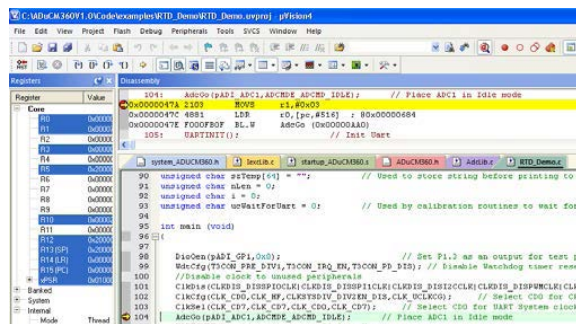 C:\ADuCM360V1.0\Code\examples\RTD_Demo\RTD_Demo.uvproj - µVision4
File Edit View Project Flash Debug Peripherals Tools SVCS Window Help
Registers
Disassembly
Register Value
104: AdcGo(pADI_ADC1,ADCMDE_ADCMD_IDLE); // Place ADC1 in Idle mode
0x0000047A 2103 MOVS r1,#0x03
0x0000047C 4881 LDR r0,[pc,#516] ; @0x00000684
0x0000047E F000FB0F BL.W AdcGo (0x00000AA0)
105: UARTINIT(); // Init Uart
Core
R0
R1
R2
R3
R4
R5
R6
R7
R8
R9
R10
R11
R12
R13 (SP)
R14 (LR)
R15 (PC)
xPSR
Banked
System
Internal
Mode Thread
system_ADUCM360.h IexcLib.c startup_ADuCM360.s ADuCM360.h AdcLib.c RTD_Demo.c
90 unsigned char szTemp[64] = ""; // Used to store string before printing to
91 unsigned char nLen = 0;
92 unsigned char i = 0;
93 unsigned char ucWaitForUart = 0; // Used by calibration routines to wait for
94
95 int main (void)
96 {
97
98 DioOen(pADI_GP1,0x8); // Set P1.3 as an output for test p
99 WdtCfg(T3CON_PRE_DIV1,T3CON_IRQ_EN,T3CON_PD_DIS); // Disable Watchdog timer rese
100 //Disable clock to unused peripherals
101 ClkDis(CLKDIS_DISSPI0CLK|CLKDIS_DISSPI1CLK|CLKDIS_DISI2CCLK|CLKDIS_DISPWMCLK|CL
102 ClkCfg(CLK_CD0,CLK_HF,CLKSYSDIV_DIV2EN_DIS,CLK_UCLKCG); // Select CD0 for CP
103 ClkSel(CLK_CD7,CLK_CD7,CLK_CD0,CLK_CD7); // Select CD0 for UART System clock
104 AdcGo(pADI_ADC1,ADCMDE_ADCMD_IDLE); // Place ADC1 in Idle mode